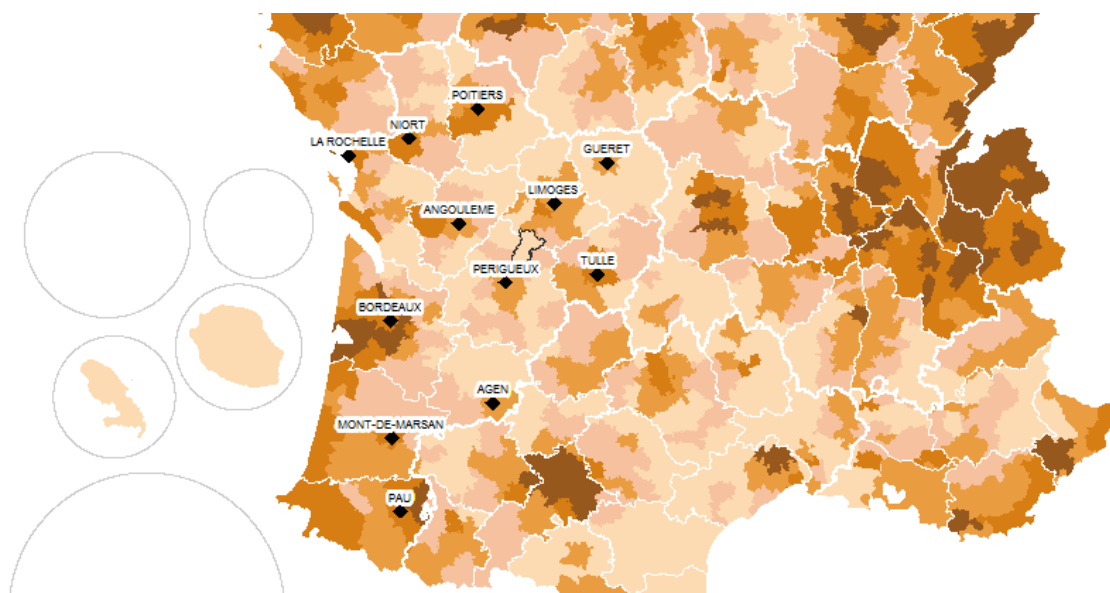 POITIERS
NIORT
LA ROCHELLE
GUERET
LIMOGES
ANGOULEME
TULLE
PERIGUEUX
BORDEAUX
AGEN
MONT-DE-MARSAN
PAU